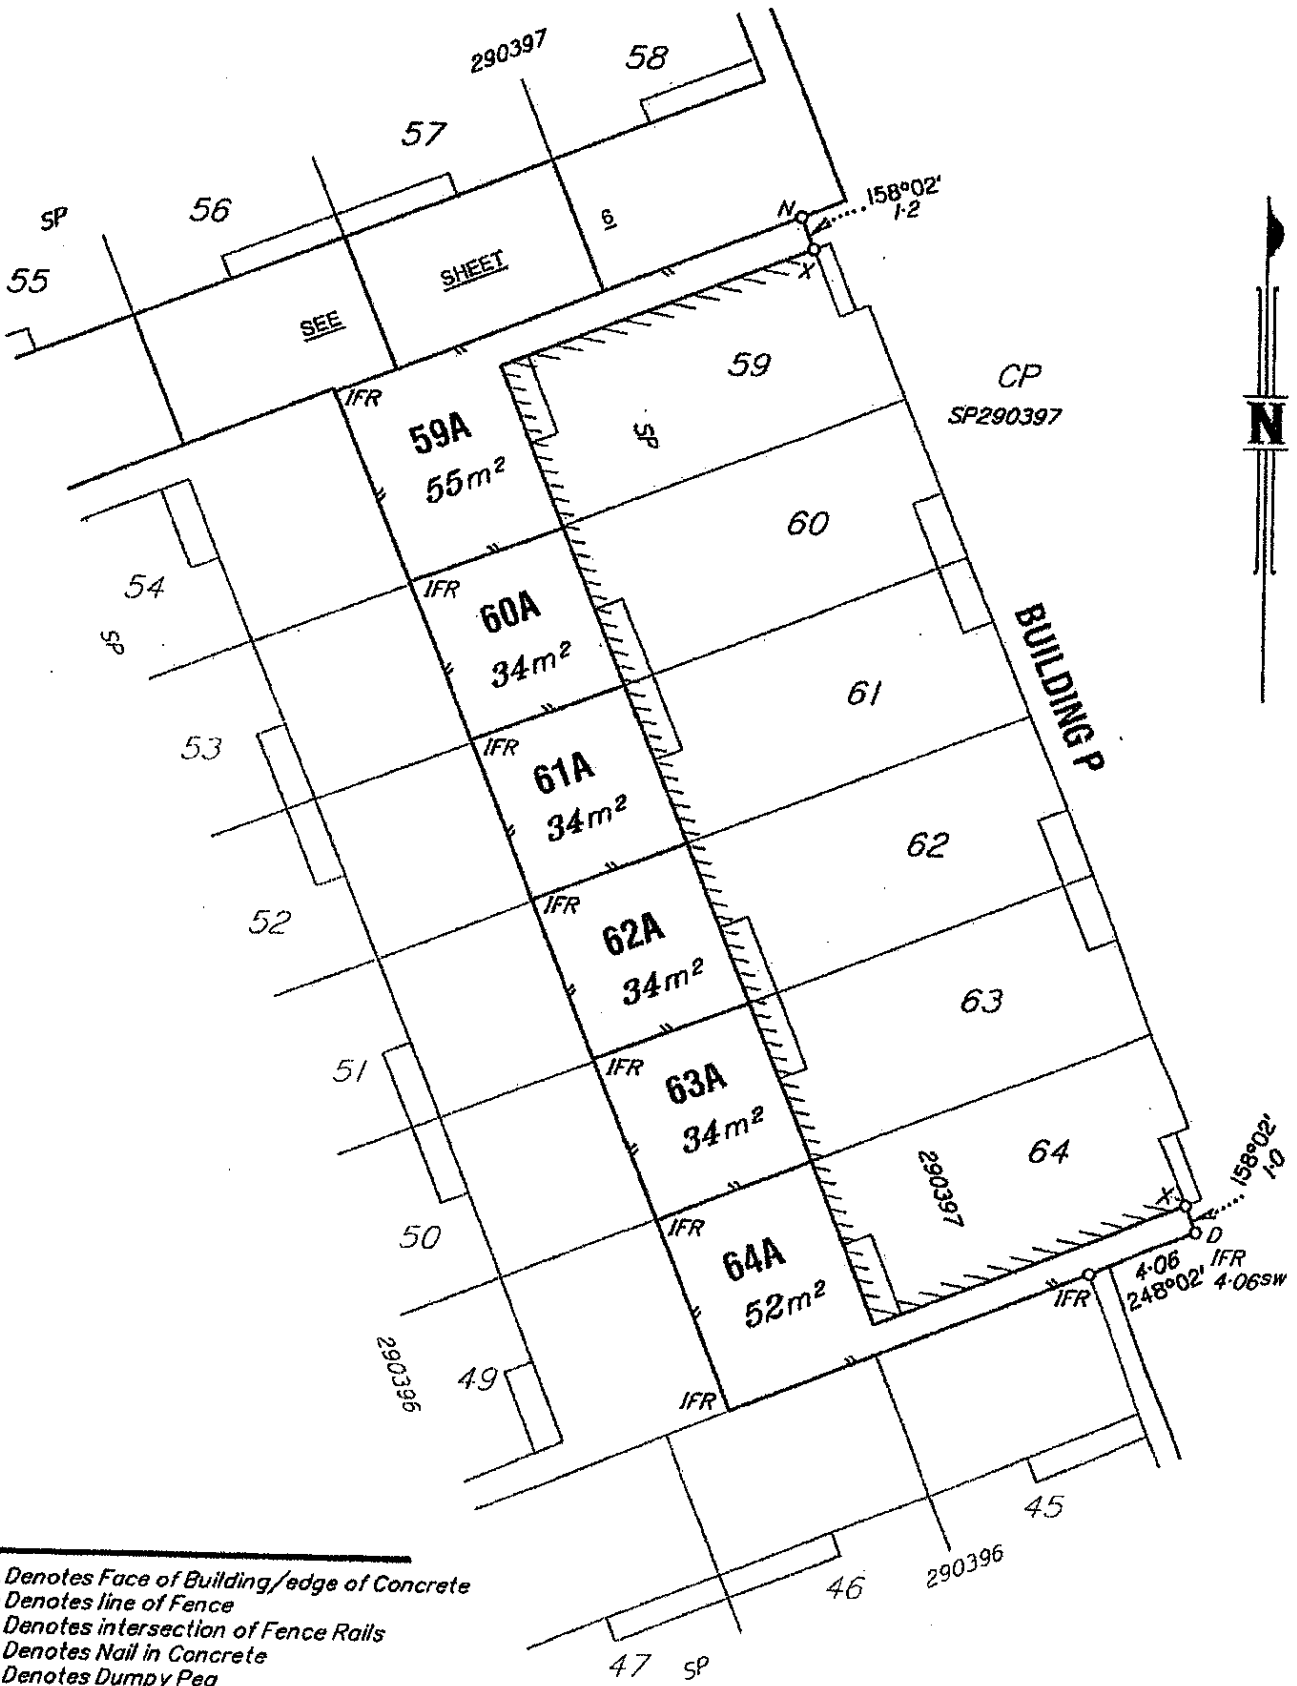 290397
58
57
56
SP
55
6
SHEET
SEE
N
158°02'
1·2
X
59
CP
SP290397
SP
N
IFR
59A
55m²
60
54
SP
IFR
60A
34m²
61
BUILDING P
53
IFR
61A
34m²
62
52
IFR
62A
34m²
63
51
IFR
63A
34m²
64
290397
158°02'
1·0
X
D
50
IFR
64A
52m²
4·06
248°02'
IFR
4·06SW
IFR
290396
49
IFR
45
46
290396
47
SP
Denotes Face of Building/edge of Concrete
Denotes line of Fence
Denotes intersection of Fence Rails
Denotes Nail in Concrete
Denotes Dumpy Peg